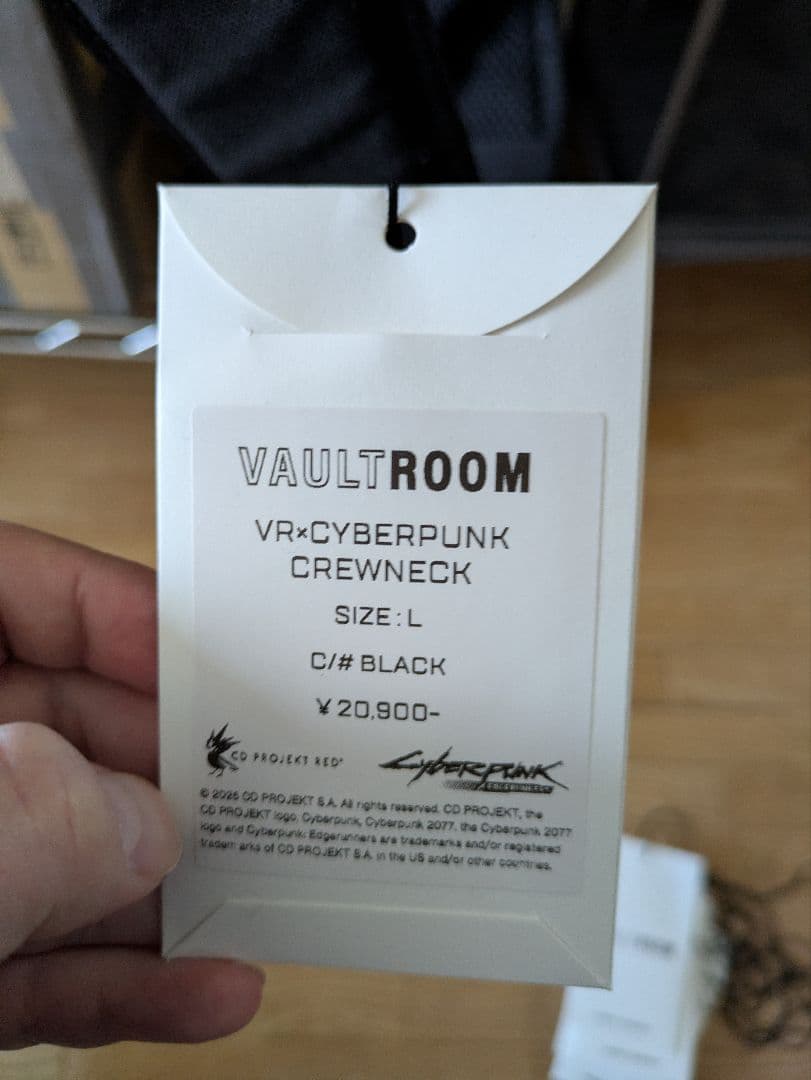 VAULTROOM
VR×CYBERPUNK
CREWNECK
SIZE : L
C/# BLACK
¥ 20,900-
CD PROJEKT RED®
Cyberpunk
EDGERUNNERS
© 2025 CD PROJEKT S.A. All rights reserved. CD PROJEKT, the
CD PROJEKT logo, Cyberpunk, Cyberpunk 2077, the Cyberpunk 2077
logo and Cyberpunk: Edgerunners are trademarks and/or registered
trademarks of CD PROJEKT S.A. in the US and/or other countries.